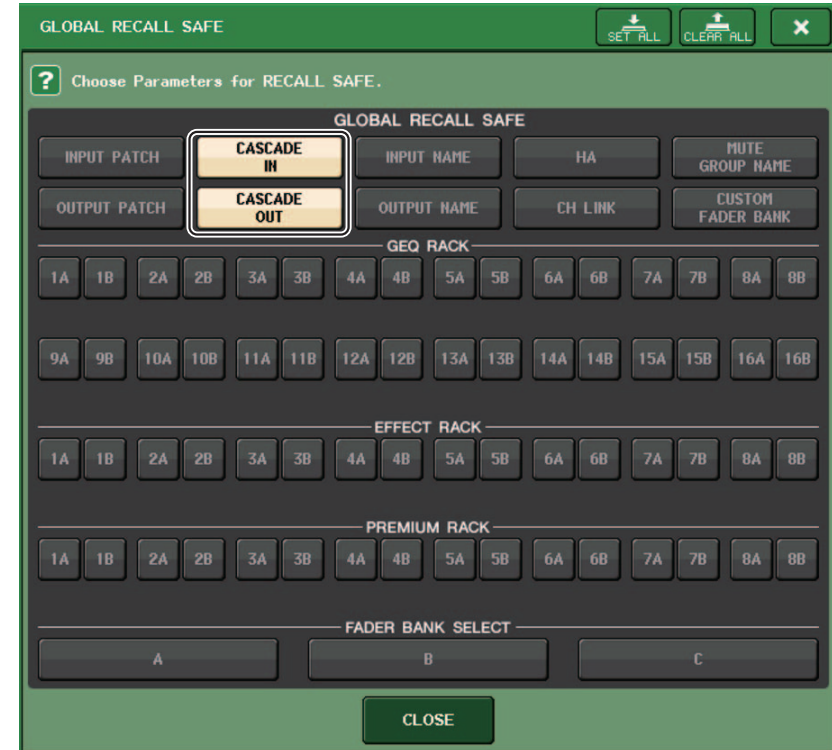 GLOBAL RECALL SAFE
SET ALL
CLEAR ALL
? Choose Parameters for RECALL SAFE.
GLOBAL RECALL SAFE
INPUT PATCH
CASCADE
IN
INPUT NAME
HA
MUTE
GROUP NAME
OUTPUT PATCH
CASCADE
OUT
OUTPUT NAME
CH LINK
CUSTOM
FADER BANK
GEQ RACK
1A 1B 2A 2B 3A 3B 4A 4B 5A 5B 6A 6B 7A 7B 8A 8B
9A 9B 10A 10B 11A 11B 12A 12B 13A 13B 14A 14B 15A 15B 16A 16B
EFFECT RACK
1A 1B 2A 2B 3A 3B 4A 4B 5A 5B 6A 6B 7A 7B 8A 8B
PREMIUM RACK
1A 1B 2A 2B 3A 3B 4A 4B 5A 5B 6A 6B 7A 7B 8A 8B
FADER BANK SELECT
A B C
CLOSE